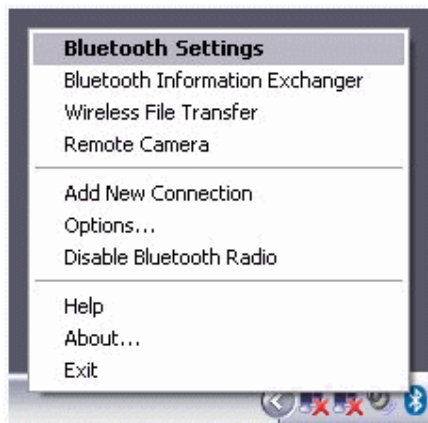 Bluetooth Settings
Bluetooth Information Exchanger
Wireless File Transfer
Remote Camera
Add New Connection
Options...
Disable Bluetooth Radio
Help
About...
Exit